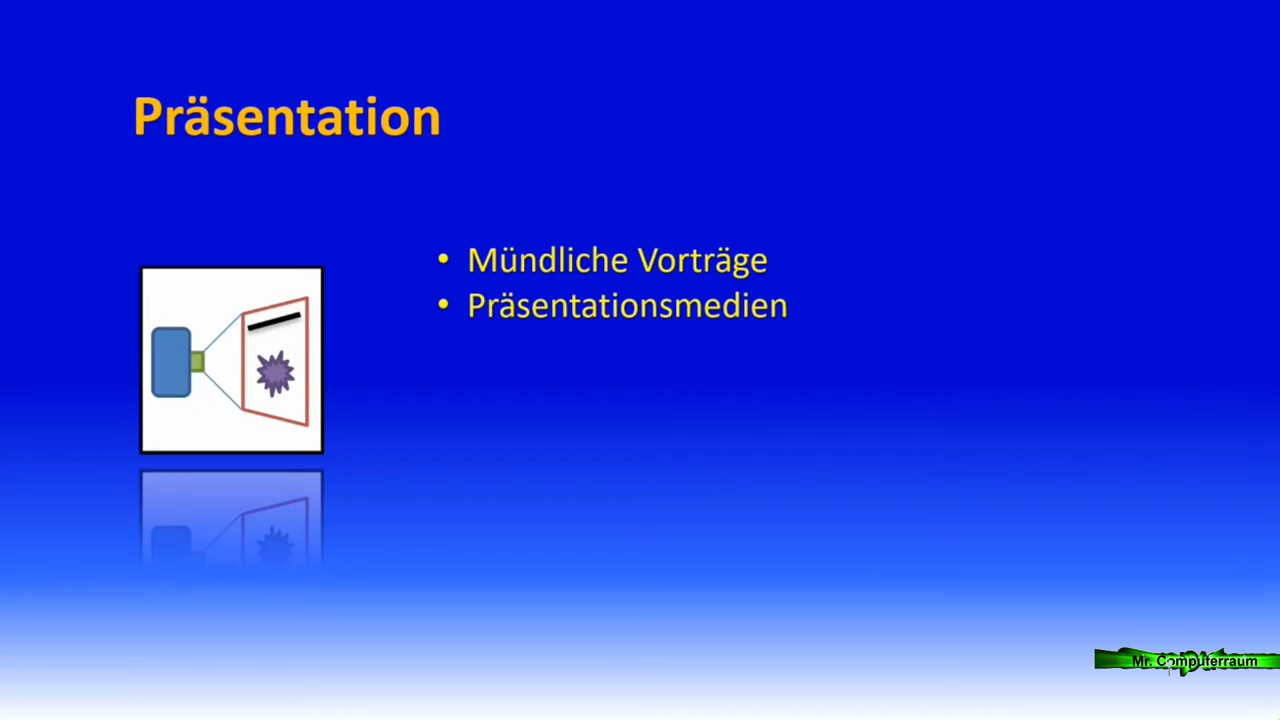 Präsentation
• Mündliche Vorträge
• Präsentationsmedien
Mr. Computerraum